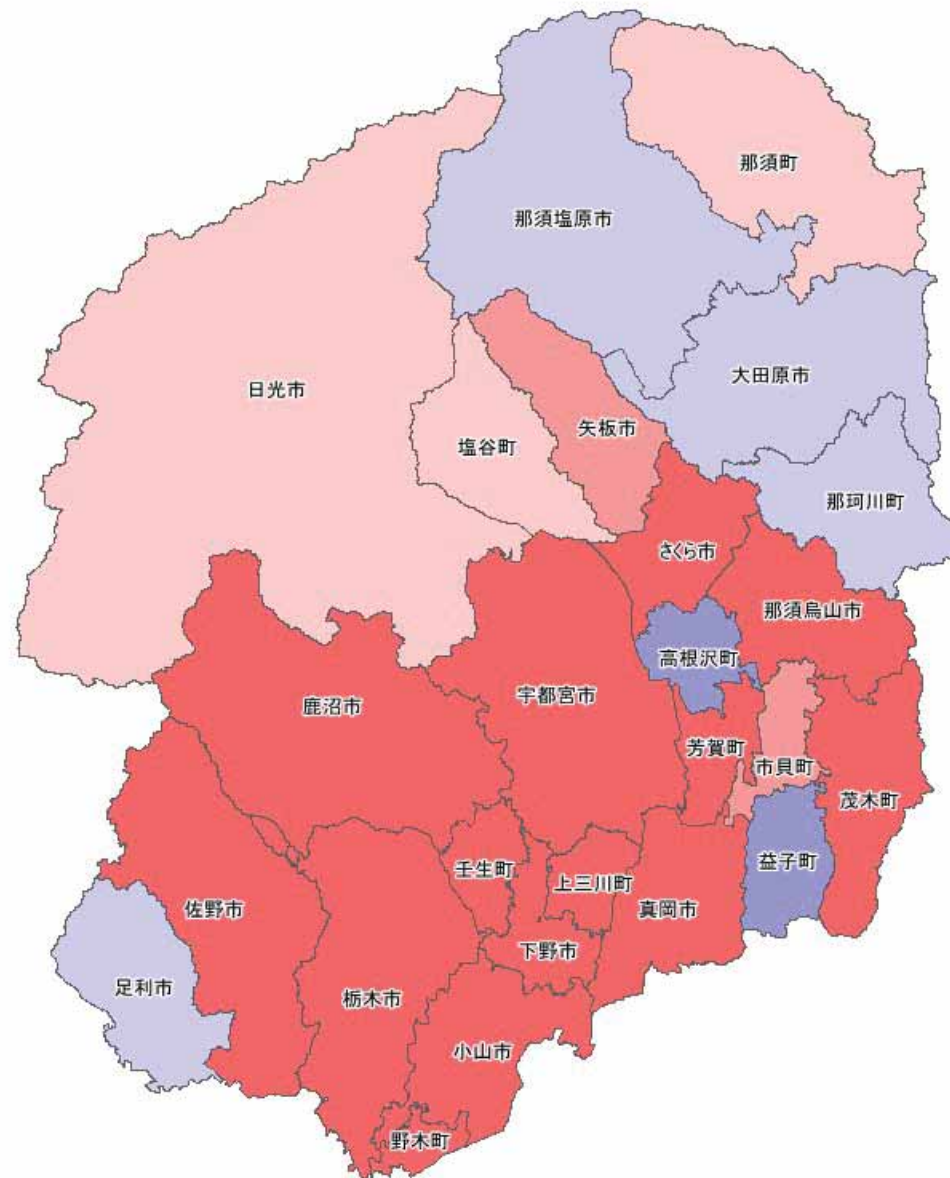 那須町
那須塩原市
大田原市
日光市
矢板市
塩谷町
那珂川町
さくら市
那須烏山市
高根沢町
宇都宮市
鹿沼市
芳賀町
市貝町
茂木町
壬生町
上三川町
益子町
佐野市
真岡市
下野市
足利市
栃木市
小山市
野木町